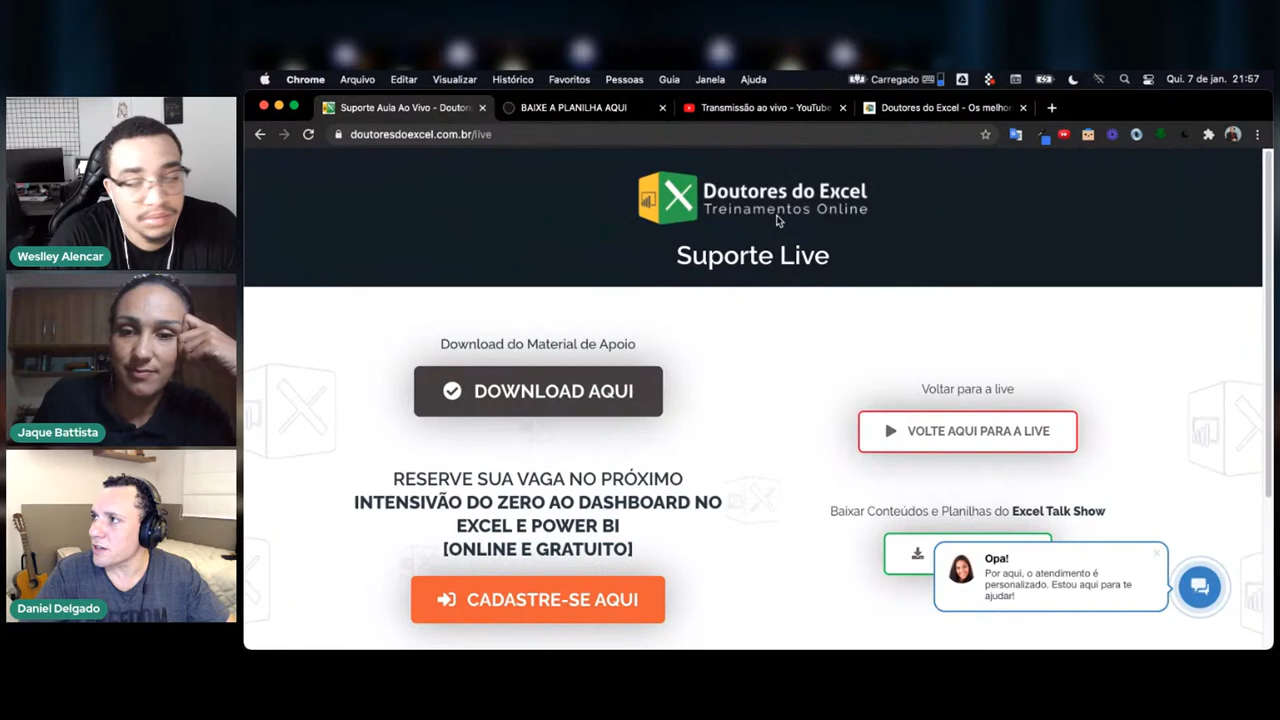 Chrome Arquivo Editar Visualizar Histórico Favoritos Pessoas Guia Janela Ajuda
Carregado
Qui. 7 de jan. 21:57
Suporte Aula Ao Vivo - Doutore
BAIXE A PLANILHA AQUI
Transmissão ao vivo - YouTube
Doutores do Excel - Os melhor
doutoresdoexcel.com.br/live
Doutores do Excel
Treinamentos Online
Suporte Live
Download do Material de Apoio
DOWNLOAD AQUI
RESERVE SUA VAGA NO PRÓXIMO
INTENSIVÃO DO ZERO AO DASHBOARD NO
EXCEL E POWER BI
[ONLINE E GRATUITO]
CADASTRE-SE AQUI
Voltar para a live
VOLTE AQUI PARA A LIVE
Baixar Conteúdos e Planilhas do Excel Talk Show
Opa!
Por aqui, o atendimento é
personalizado. Estou aqui para te
ajudar!
Weslley Alencar
Jaque Battista
Daniel Delgado